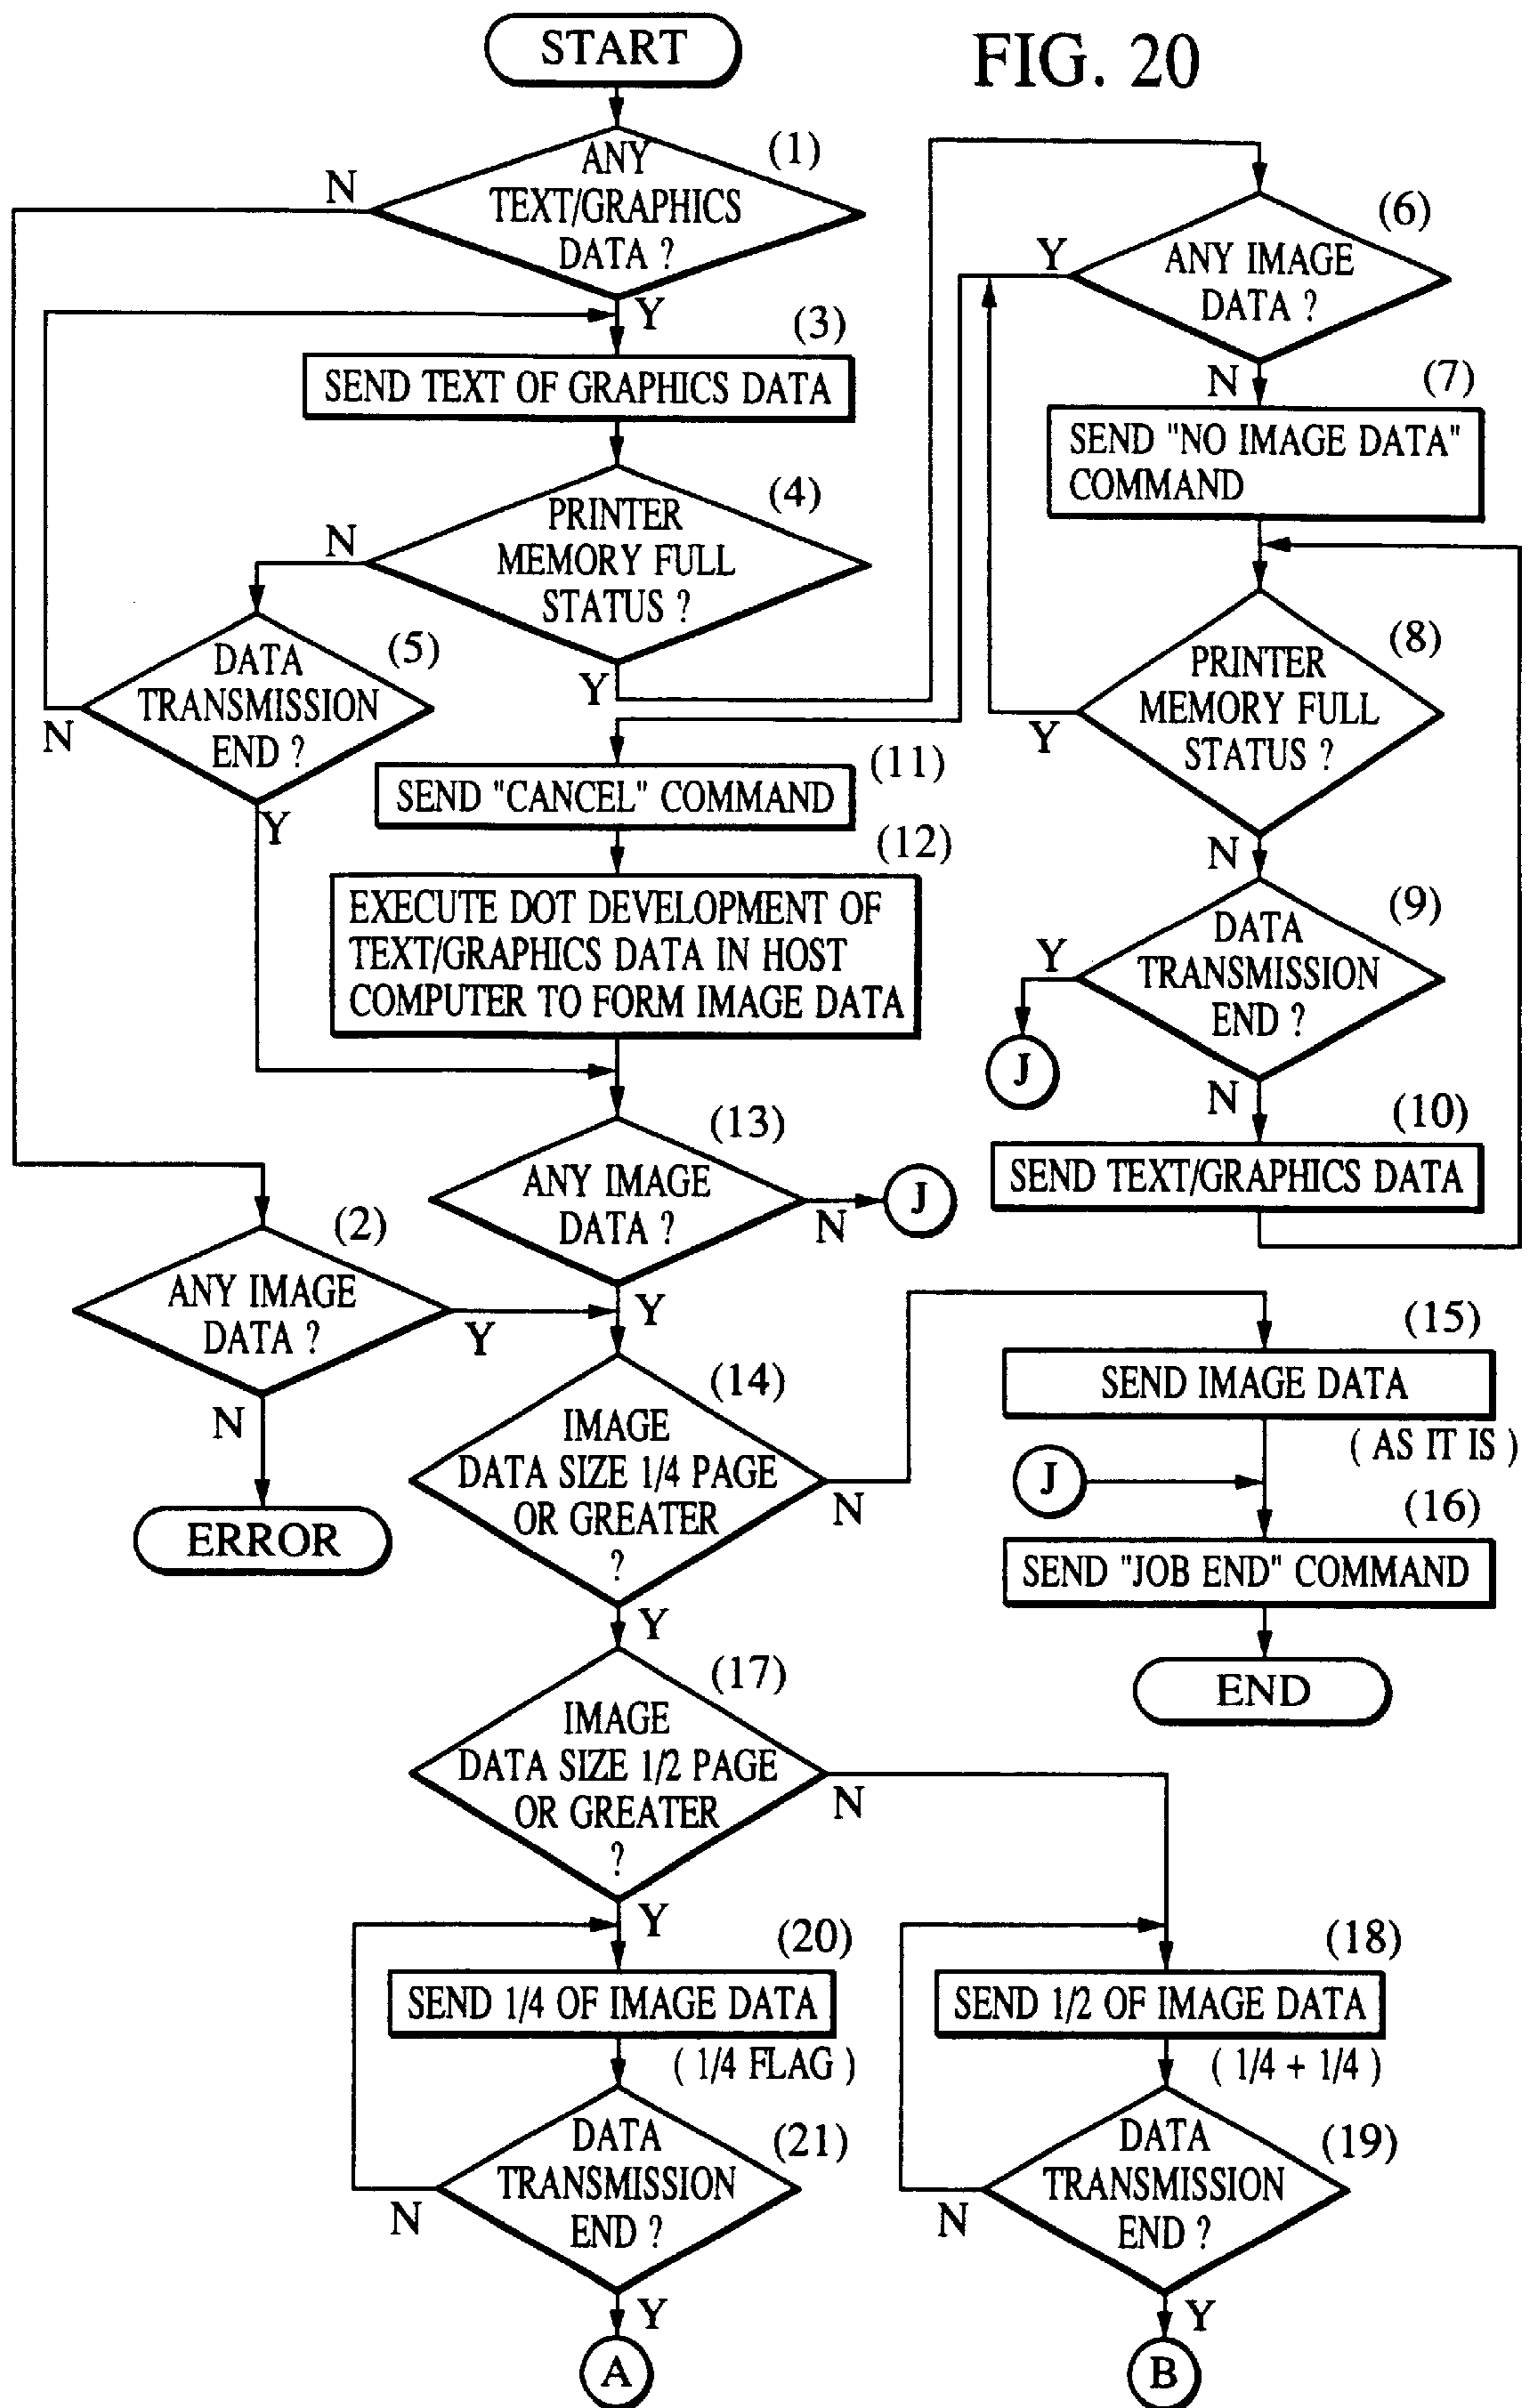 FIG. 20
START
(1)
ANY
TEXT/GRAPHICS
DATA ?
N
Y
(3)
SEND TEXT OF GRAPHICS DATA
(4)
PRINTER
MEMORY FULL
STATUS ?
N
Y
(5)
DATA
TRANSMISSION
END ?
N
Y
(6)
ANY IMAGE
DATA ?
Y
N
(7)
SEND "NO IMAGE DATA"
COMMAND
(8)
PRINTER
MEMORY FULL
STATUS ?
Y
N
(9)
DATA
TRANSMISSION
END ?
Y
J
N
(10)
SEND TEXT/GRAPHICS DATA
(11)
SEND "CANCEL" COMMAND
(12)
EXECUTE DOT DEVELOPMENT OF
TEXT/GRAPHICS DATA IN HOST
COMPUTER TO FORM IMAGE DATA
(13)
ANY IMAGE
DATA ?
N
J
Y
(2)
ANY IMAGE
DATA ?
Y
N
ERROR
(14)
IMAGE
DATA SIZE 1/4 PAGE
OR GREATER
?
N
Y
(15)
SEND IMAGE DATA
( AS IT IS )
J
(16)
SEND "JOB END" COMMAND
END
(17)
IMAGE
DATA SIZE 1/2 PAGE
OR GREATER
?
N
Y
(20)
SEND 1/4 OF IMAGE DATA
( 1/4 FLAG )
(21)
DATA
TRANSMISSION
END ?
N
Y
A
(18)
SEND 1/2 OF IMAGE DATA
( 1/4 + 1/4 )
(19)
DATA
TRANSMISSION
END ?
N
Y
B